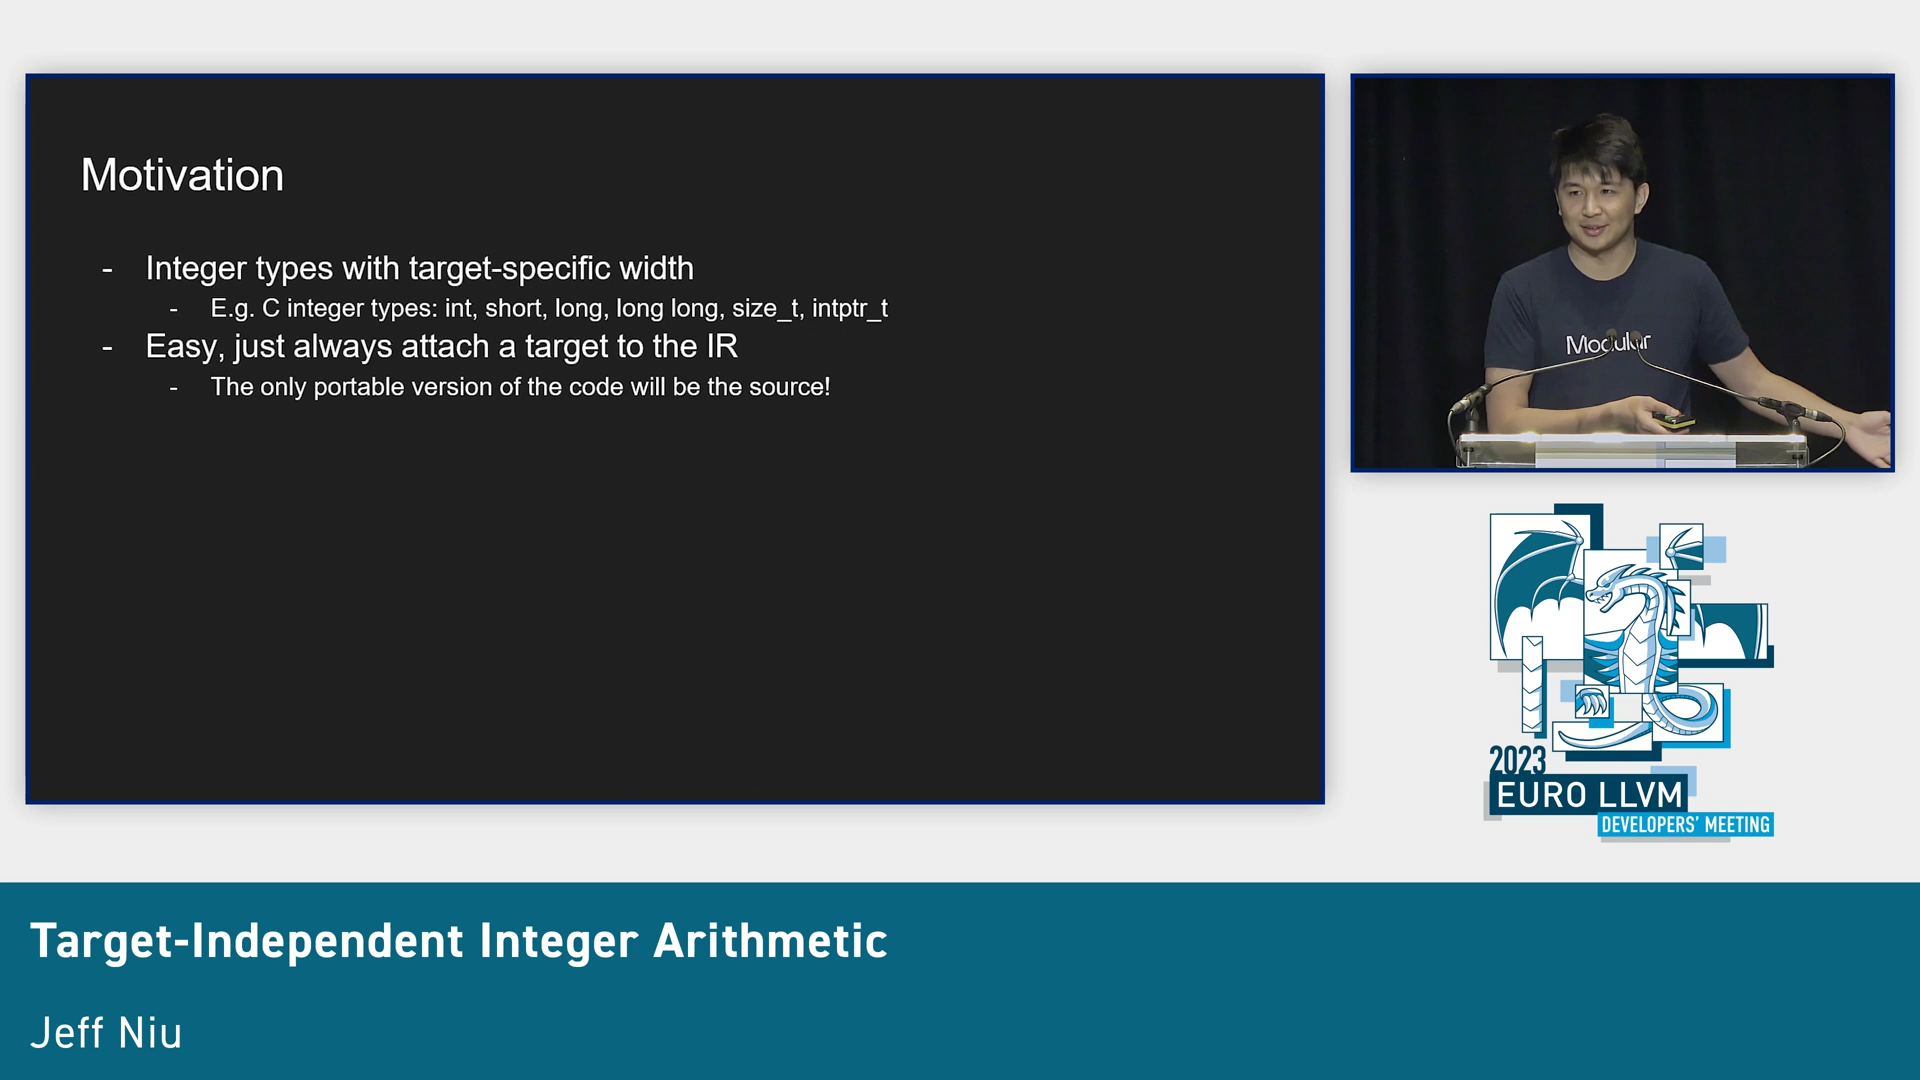 Motivation
- Integer types with target-specific width
- E.g. C integer types: int, short, long, long long, size_t, intptr_t
- Easy, just always attach a target to the IR
- The only portable version of the code will be the source!
Modular
2023
EURO LLVM
DEVELOPERS' MEETING
Target-Independent Integer Arithmetic
Jeff Niu